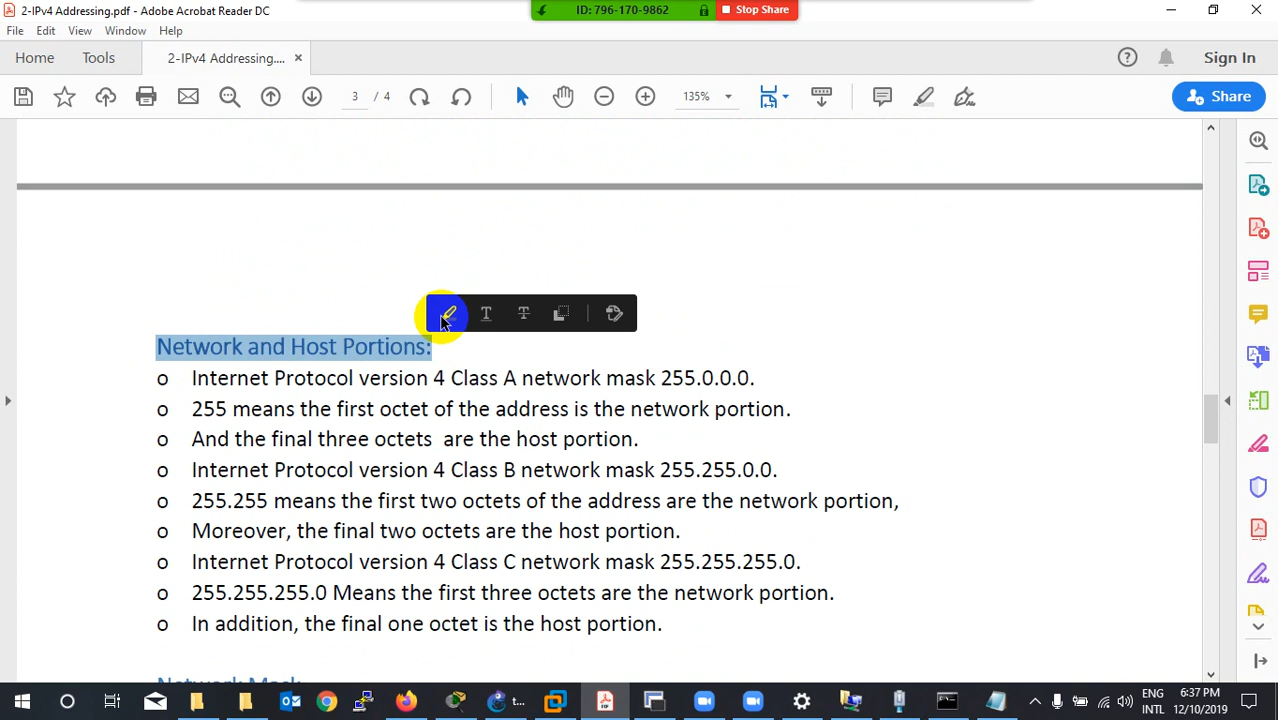 2-IPv4 Addressing.pdf - Adobe Acrobat Reader DC
ID: 796-170-9862
Stop Share
File Edit View Window Help
Home Tools 2-IPv4 Addressing.... ×
Sign In
3 / 4
135%
Share
Network and Host Portions:
o Internet Protocol version 4 Class A network mask 255.0.0.0.
o 255 means the first octet of the address is the network portion.
o And the final three octets are the host portion.
o Internet Protocol version 4 Class B network mask 255.255.0.0.
o 255.255 means the first two octets of the address are the network portion,
o Moreover, the final two octets are the host portion.
o Internet Protocol version 4 Class C network mask 255.255.255.0.
o 255.255.255.0 Means the first three octets are the network portion.
o In addition, the final one octet is the host portion.
Network Mask
t...
ENG
INTL
6:37 PM
12/10/2019